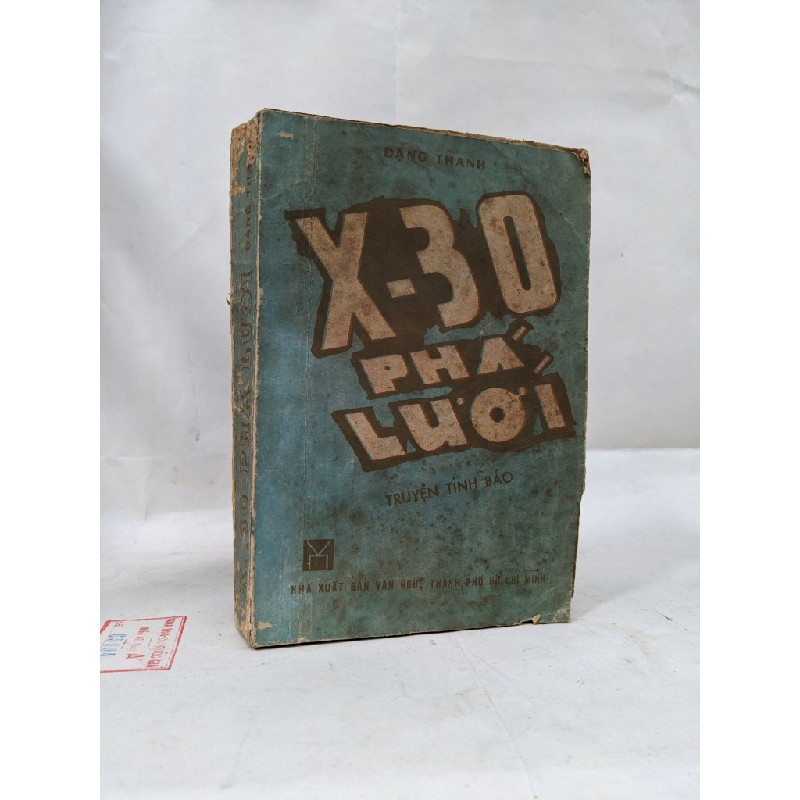 ĐẶNG THANH
X-30
PHÁ
LƯỚI
TRUYỆN TÌNH BÁO
NHÀ XUẤT BẢN VĂN NGHỆ THÀNH PHỐ HỒ CHÍ MINH
30 PHÁ LƯỚI ĐẶNG